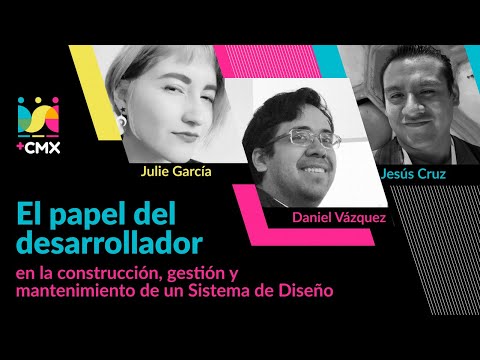 +CMX
Julie García
Jesús Cruz
Daniel Vázquez
El papel del
desarrollador
en la construcción, gestión y
mantenimiento de un Sistema de Diseño